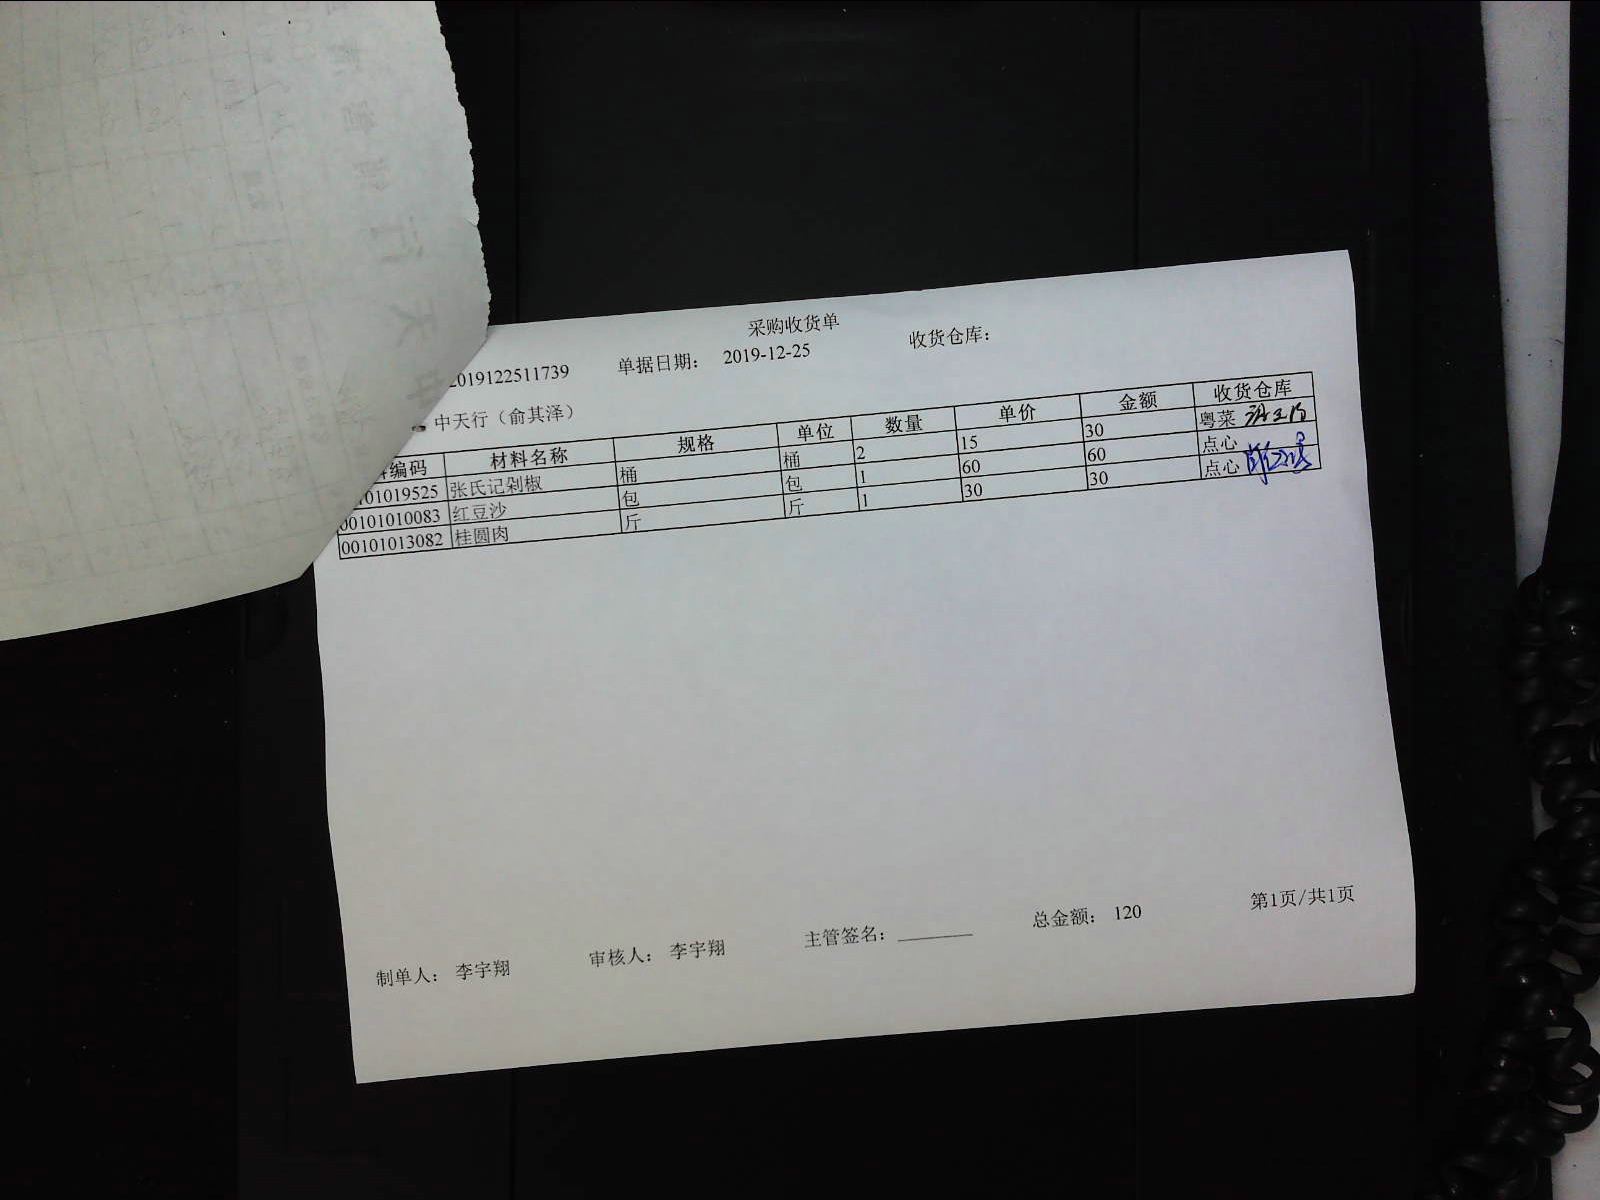 采购收货单
2019122511739 单据日期： 2019-12-25 收货仓库：
中天行（俞其泽）
编码 材料名称 规格 单位 数量 单价 金额 收货仓库
01019525 张氏记剁椒 桶 桶 2 15 30 粤菜
00101010083 红豆沙 包 包 1 60 60 点心
00101013082 桂圆肉 斤 斤 1 30 30 点心
制单人： 李宇翔 审核人： 李宇翔 主管签名： 总金额： 120 第1页/共1页